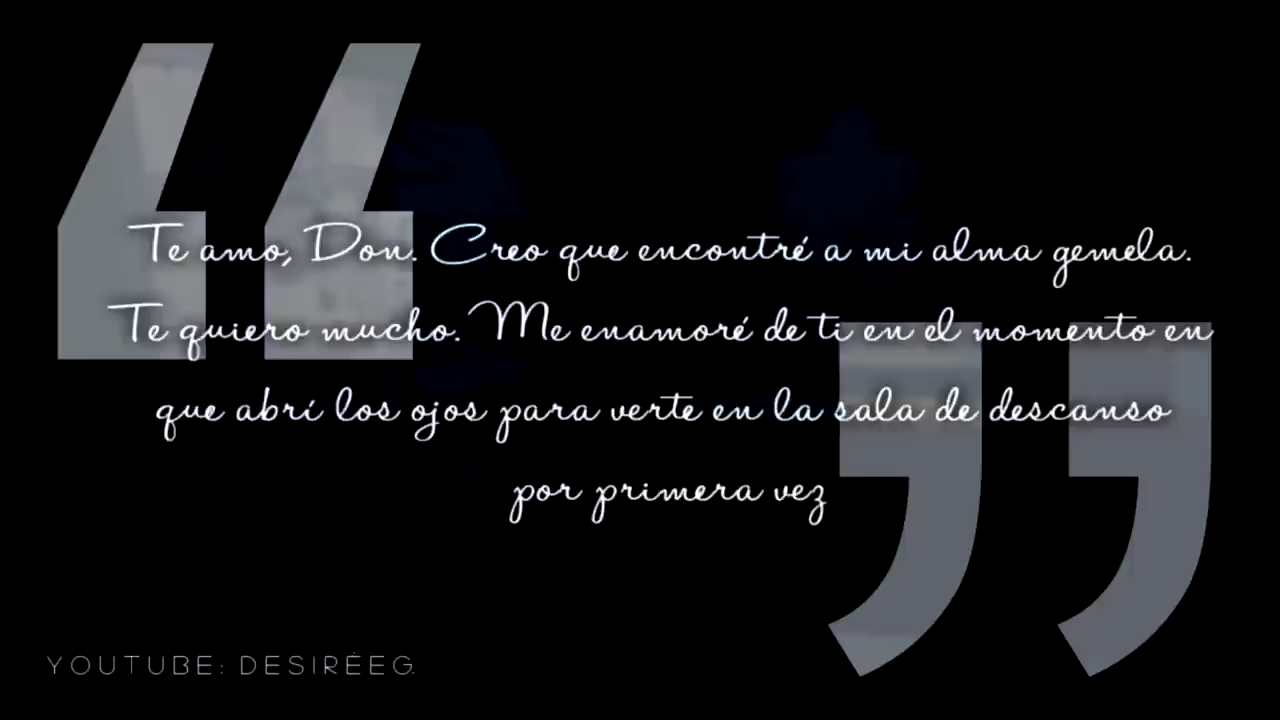 Te amo, Don. Creo que encontré a mi alma gemela.
Te quiero mucho. Me enamoré de ti en el momento en
que abrí los ojos para verte en la sala de descanso
por primera vez
YOUTUBE: DESIRÉEG.